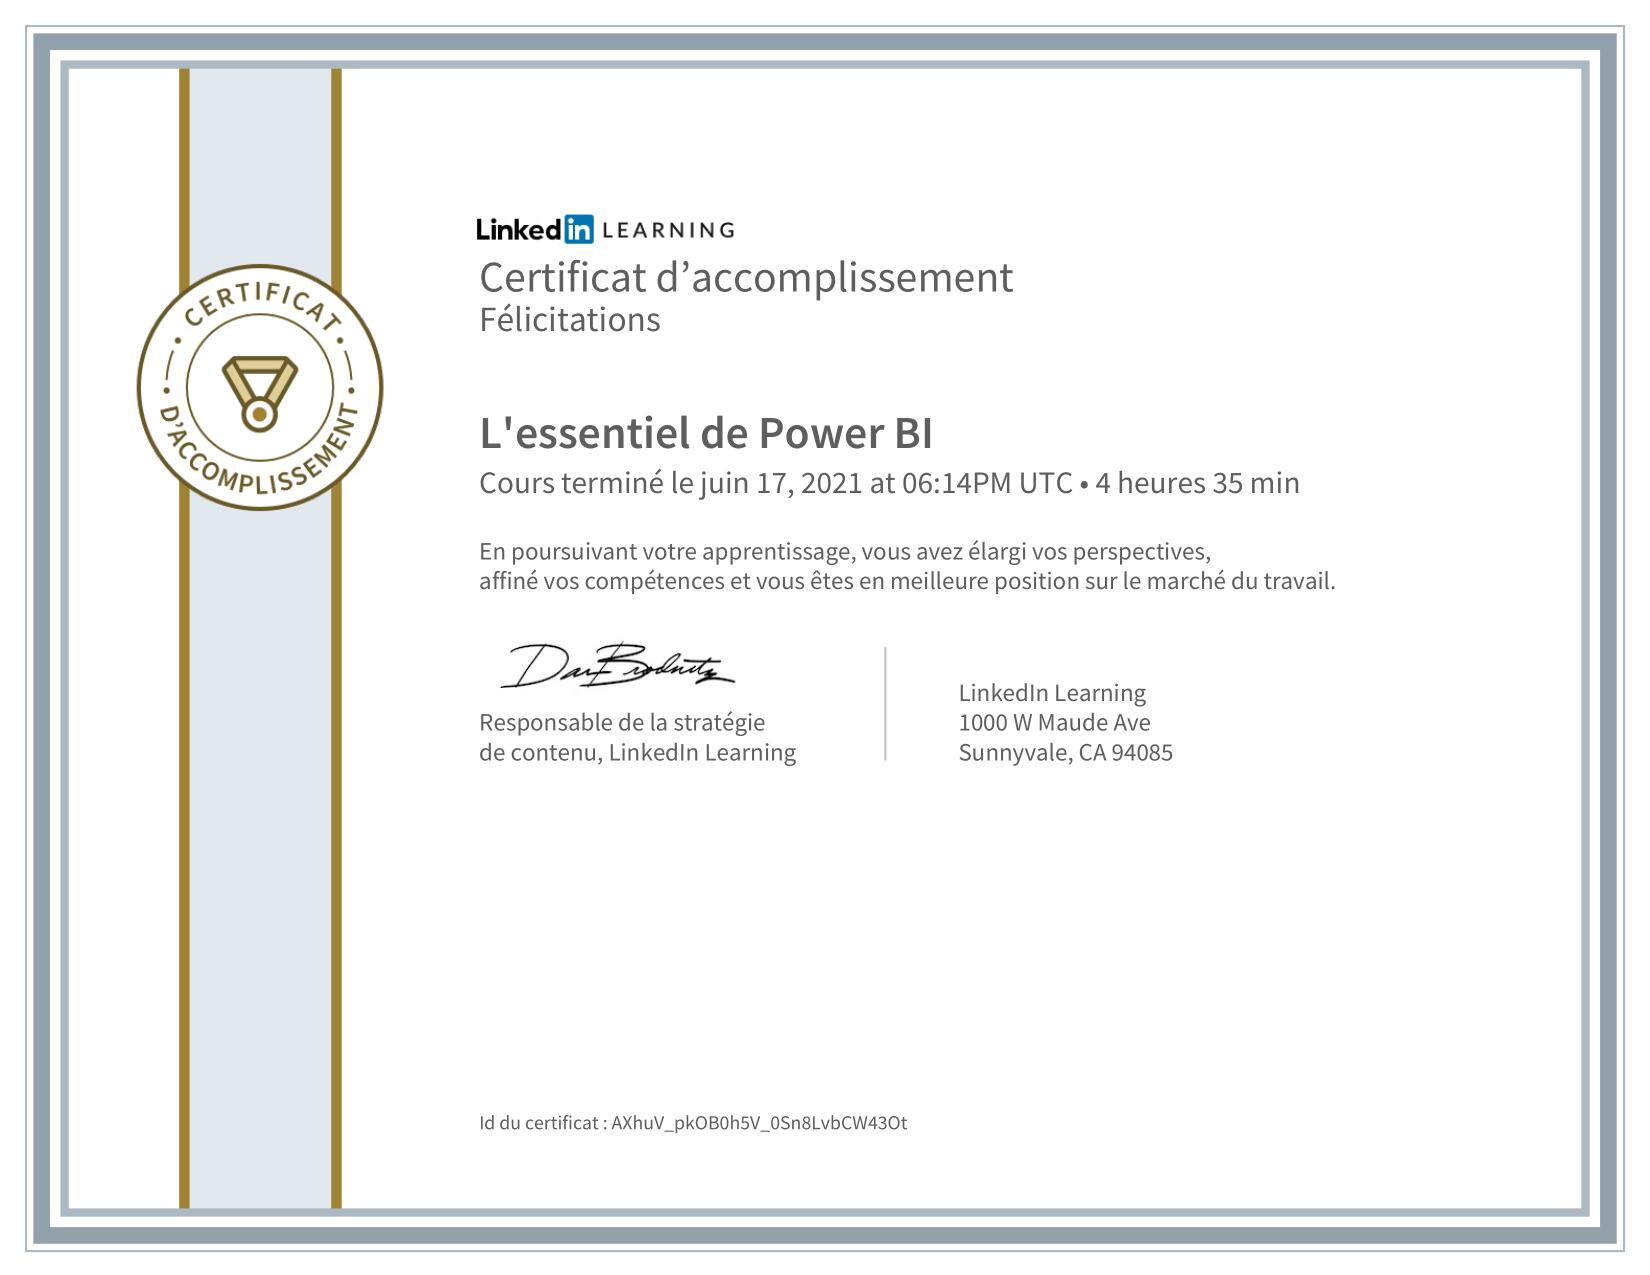 LinkedIn LEARNING
Certificat d’accomplissement
Félicitations
CERTIFICAT
D’ACCOMPLISSEMENT
L'essentiel de Power BI
Cours terminé le juin 17, 2021 at 06:14PM UTC • 4 heures 35 min
En poursuivant votre apprentissage, vous avez élargi vos perspectives,
affiné vos compétences et vous êtes en meilleure position sur le marché du travail.
Dan Brodnitz
Responsable de la stratégie
de contenu, LinkedIn Learning
LinkedIn Learning
1000 W Maude Ave
Sunnyvale, CA 94085
Id du certificat : AXhuV_pkOB0h5V_0Sn8LvbCW43Ot